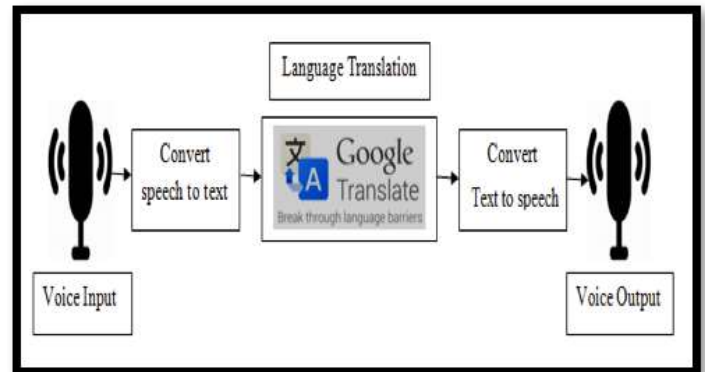 Language Translation
Convert
speech to text
文
A
Google
Translate
Break through language barriers
Convert
Text to speech
Voice Input
Voice Output